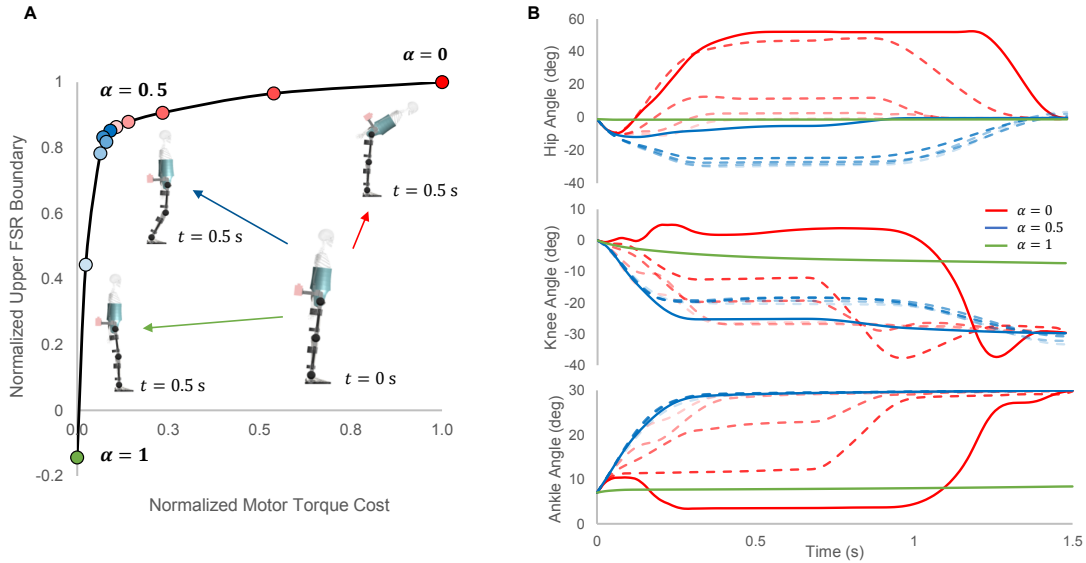 A
α = 0
1
α = 0.5
0.8
0.6
0.4
0.2
0
-0.2
t = 0.5 s
t = 0.5 s
t = 0.5 s
t = 0 s
0.0
0.3
0.5
0.8
1.0
α = 1
Normalized Upper FSR Boundary
Normalized Motor Torque Cost
B
60
40
20
0
-20
-40
Hip Angle (deg)
10
0
-10
-20
-30
-40
Knee Angle (deg)
α = 0
α = 0.5
α = 1
30
20
10
0
Ankle Angle (deg)
0
0.5
1
1.5
Time (s)